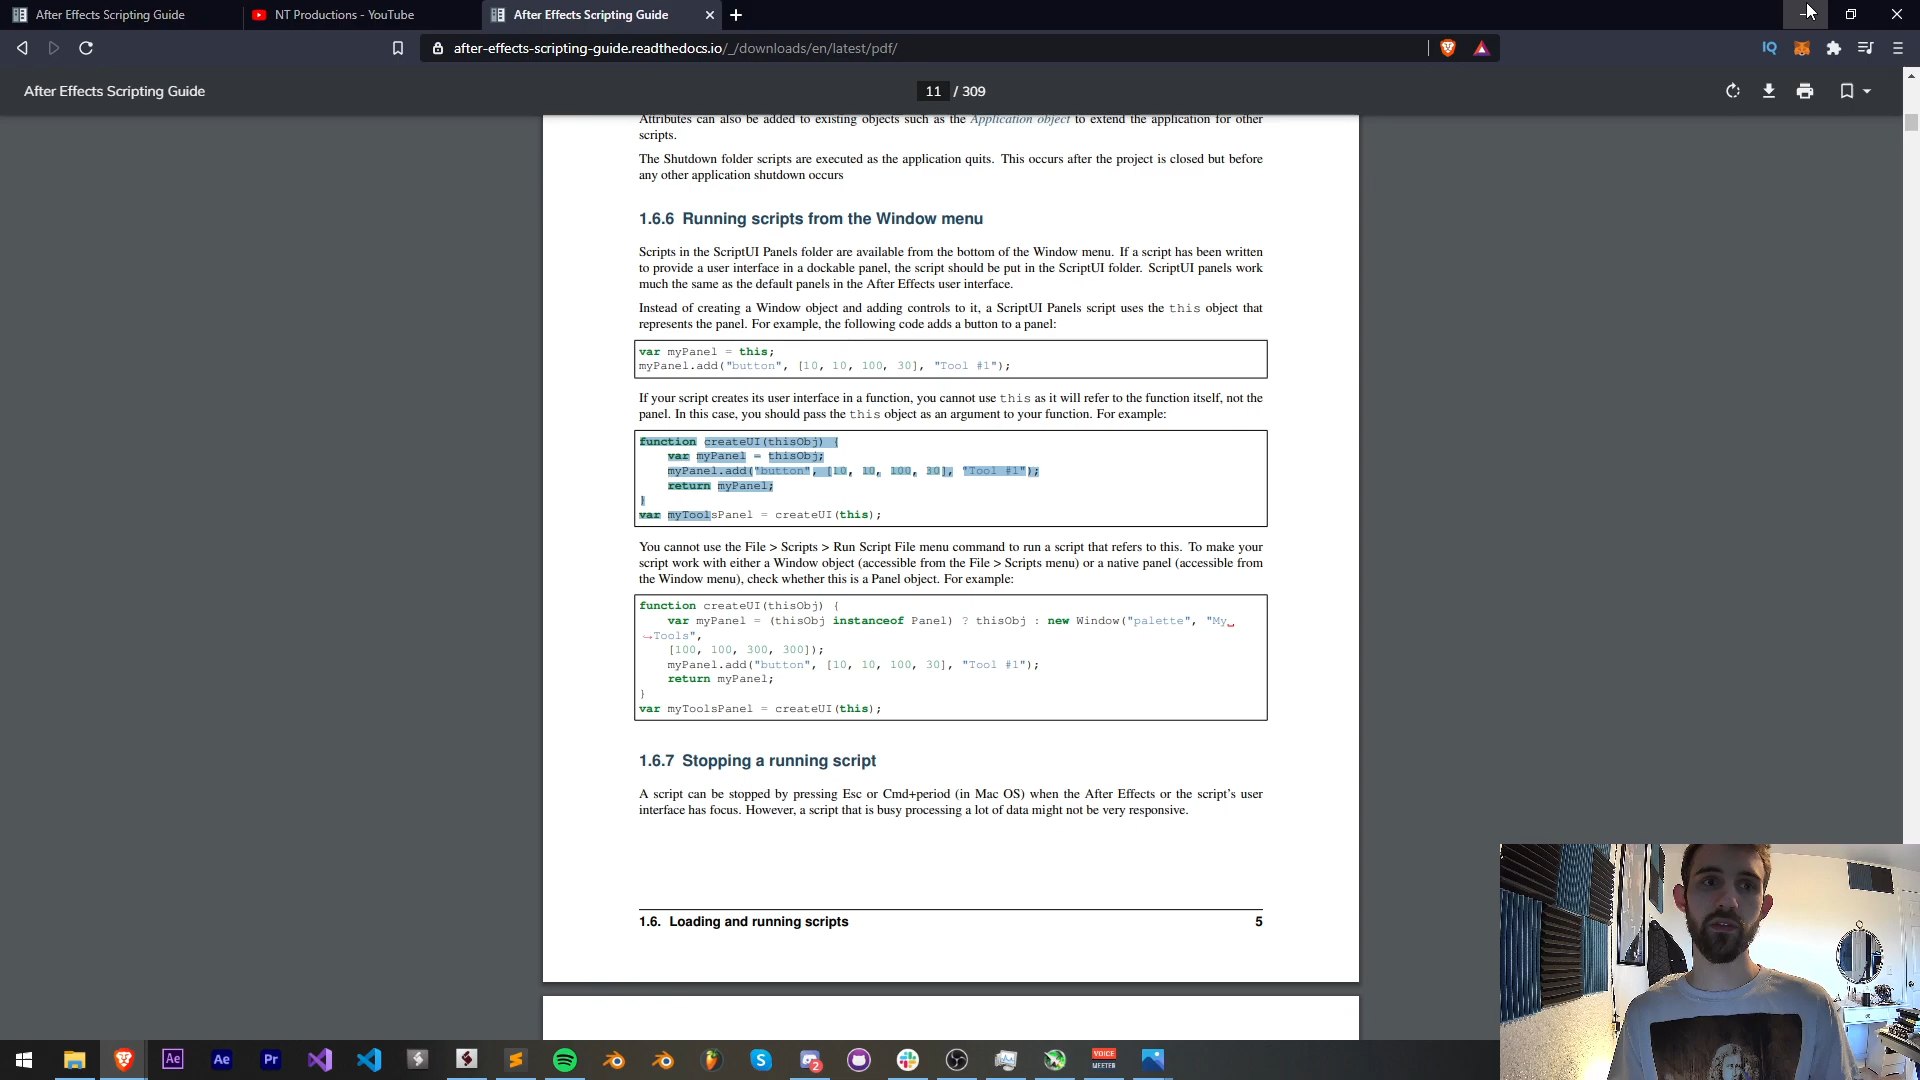 After Effects Scripting Guide
NT Productions - YouTube
After Effects Scripting Guide
after-effects-scripting-guide.readthedocs.io/_/downloads/en/latest/pdf/
IQ
After Effects Scripting Guide
11 / 309
Attributes can also be added to existing objects such as the Application object to extend the application for other
scripts.
The Shutdown folder scripts are executed as the application quits. This occurs after the project is closed but before
any other application shutdown occurs
1.6.6 Running scripts from the Window menu
Scripts in the ScriptUI Panels folder are available from the bottom of the Window menu. If a script has been written
to provide a user interface in a dockable panel, the script should be put in the ScriptUI folder. ScriptUI panels work
much the same as the default panels in the After Effects user interface.
Instead of creating a Window object and adding controls to it, a ScriptUI Panels script uses the this object that
represents the panel. For example, the following code adds a button to a panel:
var myPanel = this;
myPanel.add("button", [10, 10, 100, 30], "Tool #1");
If your script creates its user interface in a function, you cannot use this as it will refer to the function itself, not the
panel. In this case, you should pass the this object as an argument to your function. For example:
function createUI(thisObj) {
var myPanel = thisObj;
myPanel.add("button", [10, 10, 100, 30], "Tool #1");
return myPanel;
}
var myToolsPanel = createUI(this);
You cannot use the File > Scripts > Run Script File menu command to run a script that refers to this. To make your
script work with either a Window object (accessible from the File > Scripts menu) or a native panel (accessible from
the Window menu), check whether this is a Panel object. For example:
function createUI(thisObj) {
var myPanel = (thisObj instanceof Panel) ? thisObj : new Window("palette", "My␣
↪Tools",
[100, 100, 300, 300]);
myPanel.add("button", [10, 10, 100, 30], "Tool #1");
return myPanel;
}
var myToolsPanel = createUI(this);
1.6.7 Stopping a running script
A script can be stopped by pressing Esc or Cmd+period (in Mac OS) when the After Effects or the script's user
interface has focus. However, a script that is busy processing a lot of data might not be very responsive.
1.6. Loading and running scripts 5
Ae Ae Pr S 2 VOICE
MEETER